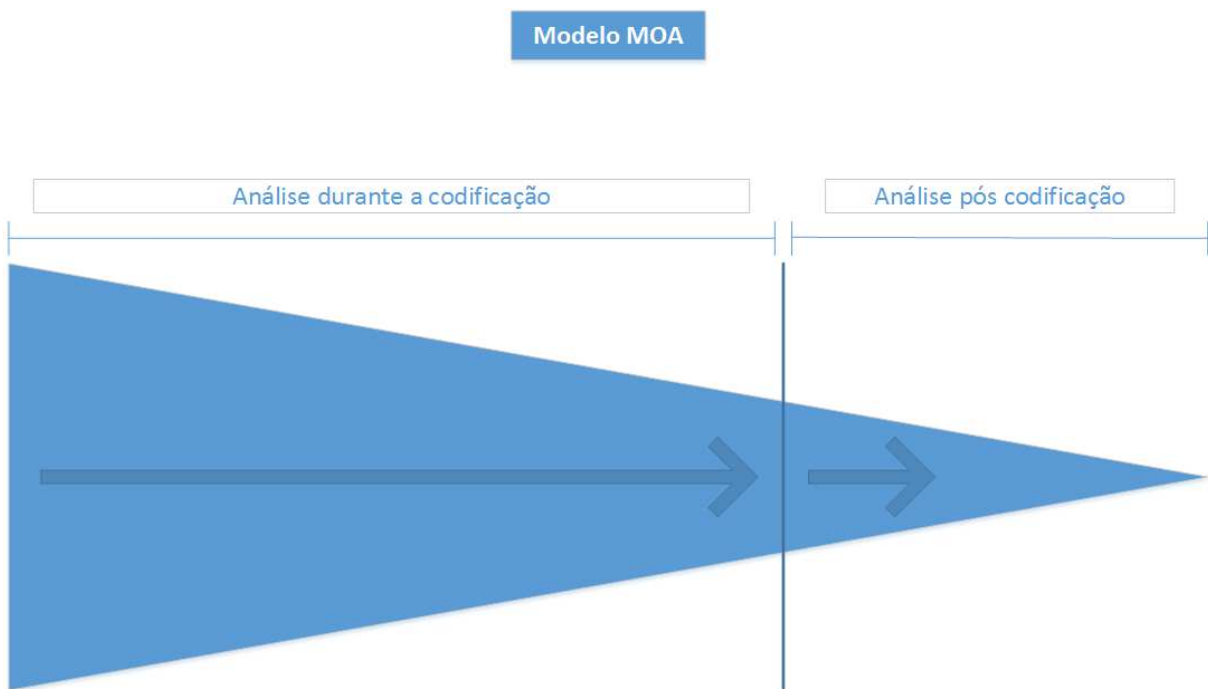 Modelo MOA
Análise durante a codificação
Análise pós codificação